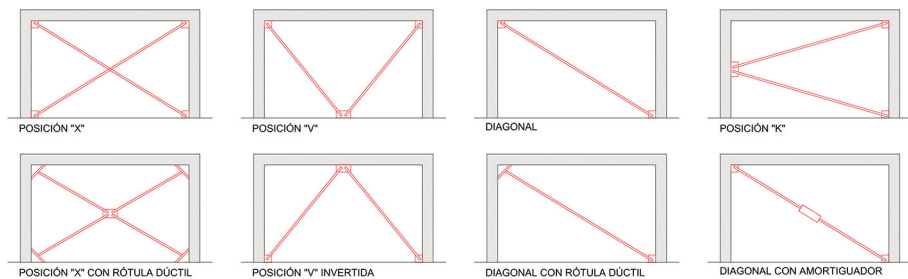 POSICIÓN "X"
POSICIÓN "V"
DIAGONAL
POSICIÓN "K"
POSICIÓN "X" CON RÓTULA DÚCTIL
POSICIÓN "V" INVERTIDA
DIAGONAL CON RÓTULA DÚCTIL
DIAGONAL CON AMORTIGUADOR